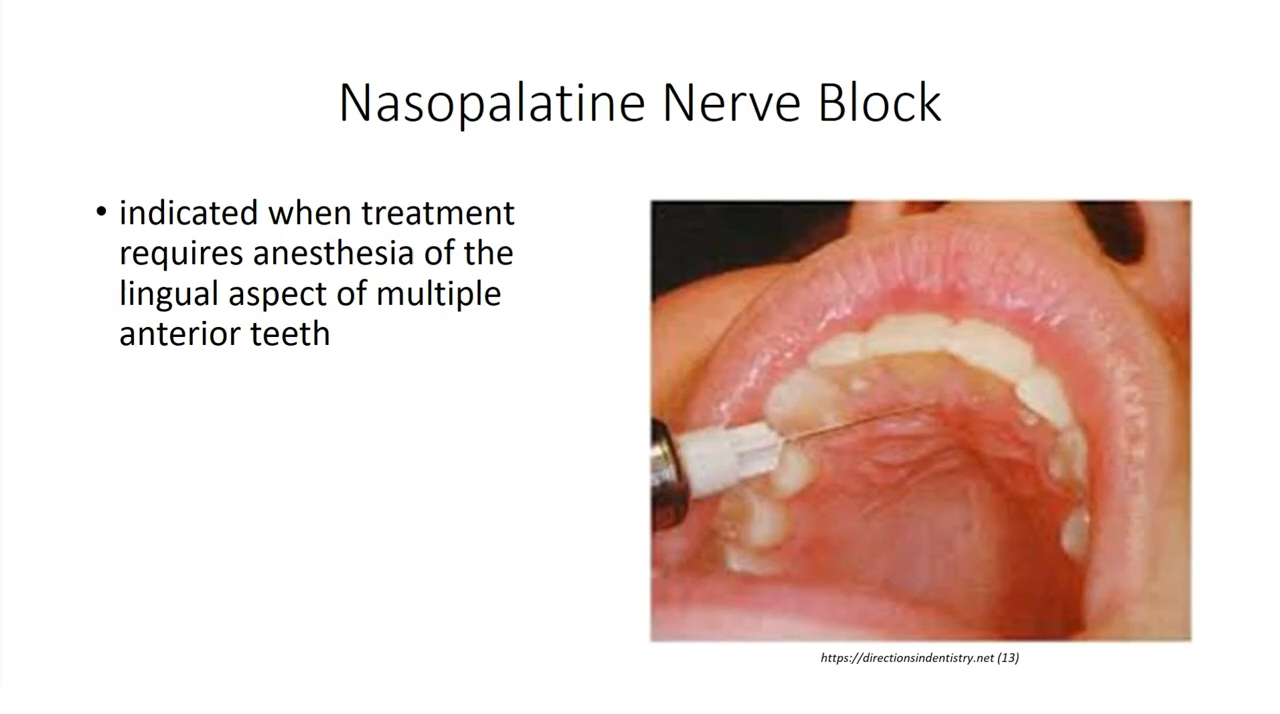 Nasopalatine Nerve Block
• indicated when treatment
requires anesthesia of the
lingual aspect of multiple
anterior teeth
https://directionsindentistry.net (13)